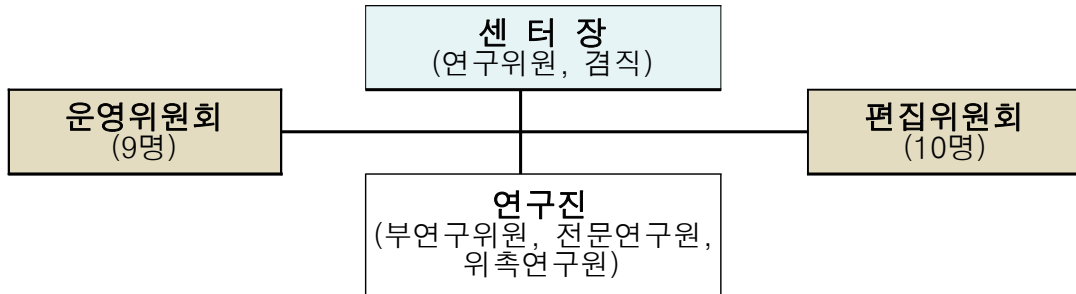 센 터 장
(연구위원, 겸직)
운영위원회
(9명)
편집위원회
(10명)
연구진
(부연구위원, 전문연구원,
위촉연구원)